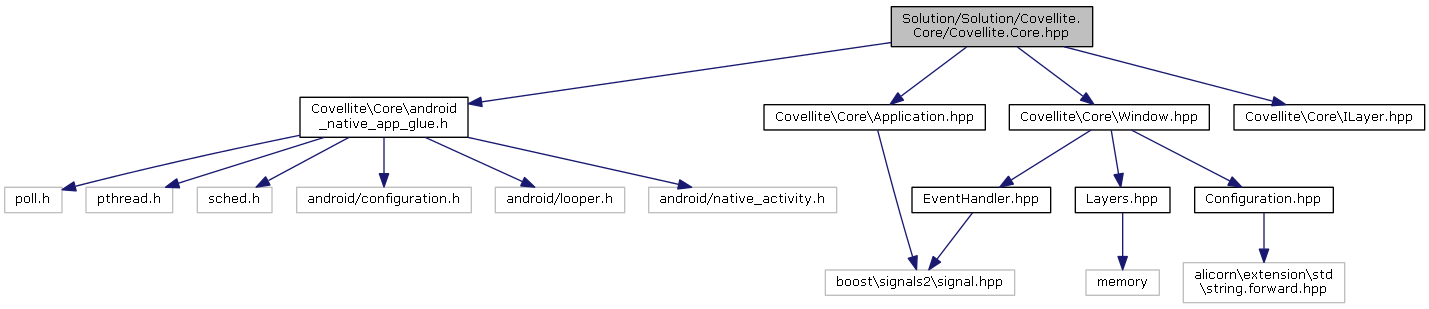 Solution/Solution/Covellite.
Core/Covellite.Core.hpp
Covellite\Core\android
_native_app_glue.h
Covellite\Core\Application.hpp
Covellite\Core\Window.hpp
Covellite\Core\ILayer.hpp
poll.h
pthread.h
sched.h
android/configuration.h
android/looper.h
android/native_activity.h
EventHandler.hpp
Layers.hpp
Configuration.hpp
boost\signals2\signal.hpp
memory
alicorn\extension\std
\string.forward.hpp